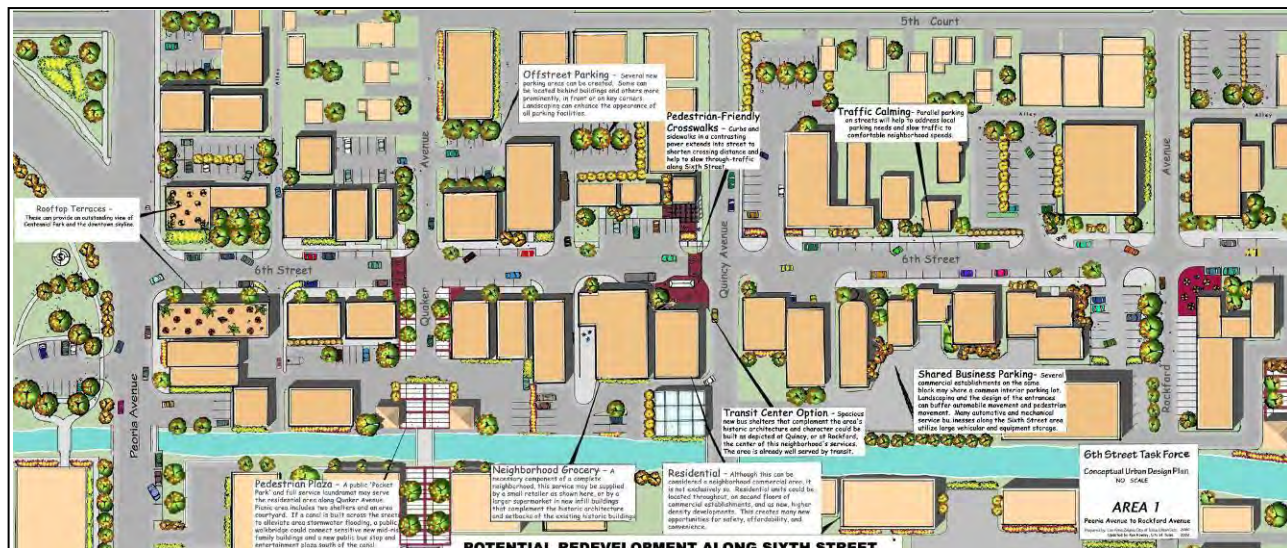 5th Court
Offstreet Parking - Several new
parking areas can be created. Some can
be located behind buildings and others more
prominently, in front or on key corners.
Landscaping can enhance the appearance of
all parking facilities.
Pedestrian-Friendly
Crosswalks - Curbs and
sidewalks in a contrasting
paver extends into street to
shorten crossing distance and
help to slow through-traffic
along Sixth Street.
Traffic Calming - Parallel parking
on streets will help to address local
parking needs and slow traffic to
comfortable neighborhood speeds.
Alley
Alley
Alley
Avenue
Avenue
Rooftop Terraces -
These can provide an outstanding view of
Centennial Park and the downtown skyline.
6th Street
6th Street
Quincy Avenue
Quaker
Peoria Avenue
Rockford
Shared Business Parking - Several
commercial establishments on the same
block may share a common interior parking lot.
Landscaping and the design of the entrances
can buffer automobile movement and pedestrian
movement. Many automotive and mechanical
service businesses along the Sixth Street area
utilize large vehicular and equipment storage.
Transit Center Option - Spacious
new bus shelters that complement the area's
historic architecture and character could be
built as depicted at Quincy, or at Rockford,
the center of this neighborhood's services.
The area is already well served by transit.
Pedestrian Plaza - A public "Pocket
Park" and full service laundromat may serve
the residential area along Quaker Avenue.
Picnic area includes two shelters and an open
courtyard. If a canal is built across the creek
to alleviate area stormwater flooding, a public
walkbridge could connect sensitive new mid-rise
family buildings and a new public bus stop and
entertainment plaza south of the canal.
Neighborhood Grocery - A
necessary component of a complete
neighborhood, this service may be supplied
by a small retailer as shown here, or by a
larger supermarket in new infill buildings
that complement the historic architecture
and setbacks of the existing historic buildings.
Residential - Although this can be
considered a neighborhood commercial area, it
is not exclusively so. Residential units could be
located throughout, on second floors of
commercial establishments, and as new, higher
density developments. This creates many new
opportunities for safety, affordability, and
convenience.
6th Street Task Force
Conceptual Urban Design Plan
NO SCALE
AREA 1
Peoria Avenue to Rockford Avenue
POTENTIAL REDEVELOPMENT ALONG SIXTH STREET